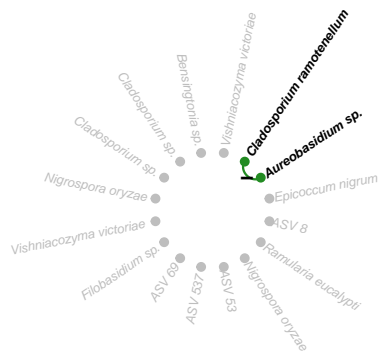 Vishniacozyma victoriae
Cladosporium ramotenellum
Aureobasidium sp.
Epicoccum nigrum
ASV 8
Ramularia eucalypti
Nigrospora oryzae
ASV 53
ASV 537
ASV 69
Filobasidium sp.
Vishniacozyma victoriae
Nigrospora oryzae
Cladosporium sp.
Cladosporium sp.
Bensingtonia sp.